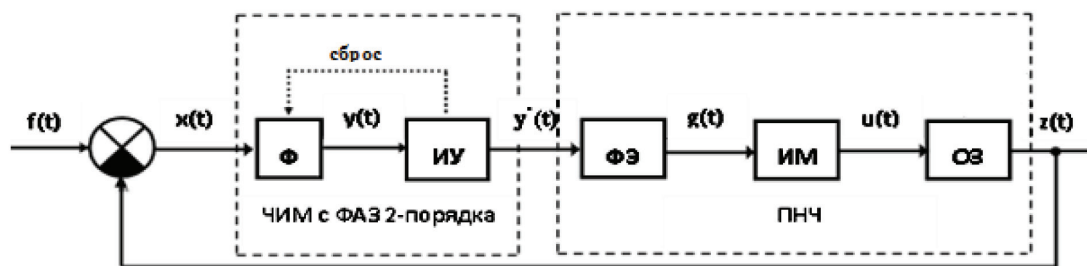 сброс
f(t)
x(t)
y(t)
y*(t)
g(t)
u(t)
z(t)
Ф
ИУ
ФЭ
ИМ
ОЗ
ЧИМ с ФАЗ 2-порядка
ПНЧ